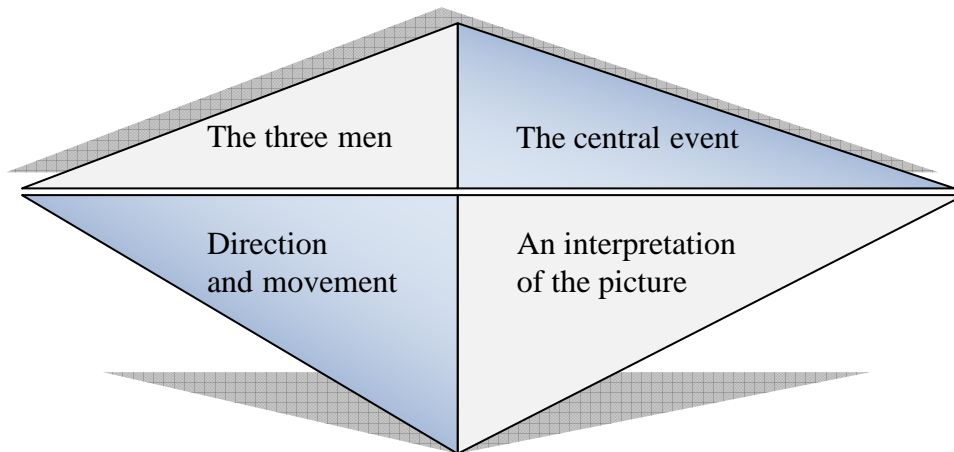 The three men
The central event
Direction
and movement
An interpretation
of the picture